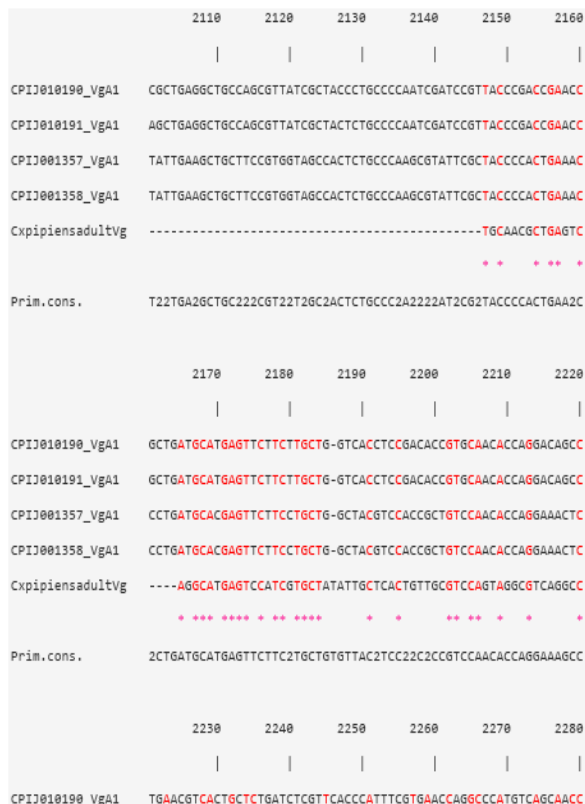 2110 2120 2130 2140 2150 2160
| | | | | |
CPIJ010190_VgA1 CGCTGAGGCTGCCAGCGTTATCGCTACCCTGCCCCAATCGATCCGTTACCCGACCGAACC
CPIJ010191_VgA1 AGCTGAGGCTGCCAGCGTTATCGCTACTCTGCCCCAATCGATCCGTTACCCGACCGAACC
CPIJ001357_VgA1 TATTGAAGCTGCTTCCGTGGTAGCCACTCTGCCCAAGCGTATTCGCTACCCCACTGAAAC
CPIJ001358_VgA1 TATTGAAGCTGCTTCCGTGGTAGCCACTCTGCCCAAGCGTATTCGCTACCCCACTGAAAC
CxpipiensadultVg ----------------------------------------------TGCAACGCTGAGTC
* * * ** *
Prim.cons. T22TGA2GCTGC222CGT22T2GC2ACTCTGCCC2A2222AT2CG2TACCCCACTGAA2C
2170 2180 2190 2200 2210 2220
| | | | | |
CPIJ010190_VgA1 GCTGATGCATGAGTTCTTCTTGCTG-GTCACCTCCGACACCGTGCAACACCAGGACAGCC
CPIJ010191_VgA1 GCTGATGCATGAGTTCTTCTTGCTG-GTCACCTCCGACACCGTGCAACACCAGGACAGCC
CPIJ001357_VgA1 CCTGATGCACGAGTTCTTCCTGCTG-GCTACGTCCACCGCTGTCCAACACCAGGAAACTC
CPIJ001358_VgA1 CCTGATGCACGAGTTCTTCCTGCTG-GCTACGTCCACCGCTGTCCAACACCAGGAAACTC
CxpipiensadultVg ----AGGCATGAGTCCATCGTGCTATATTGCTCACTGTTGCGTCCAGTAGGCGTCAGGCC
* *** **** * ** **** * * ** ** * * *
Prim.cons. 2CTGATGCATGAGTTCTTC2TGCTGTGTTAC2TCC22C2CCGTCCAACACCAGGAAAGCC
2230 2240 2250 2260 2270 2280
| | | | | |
CPIJ010190_VgA1 TGAACGTCACTGCTCTGATCTCGTTCACCCATTTCGTGAACCAGGCCCATGTCAGCAACC